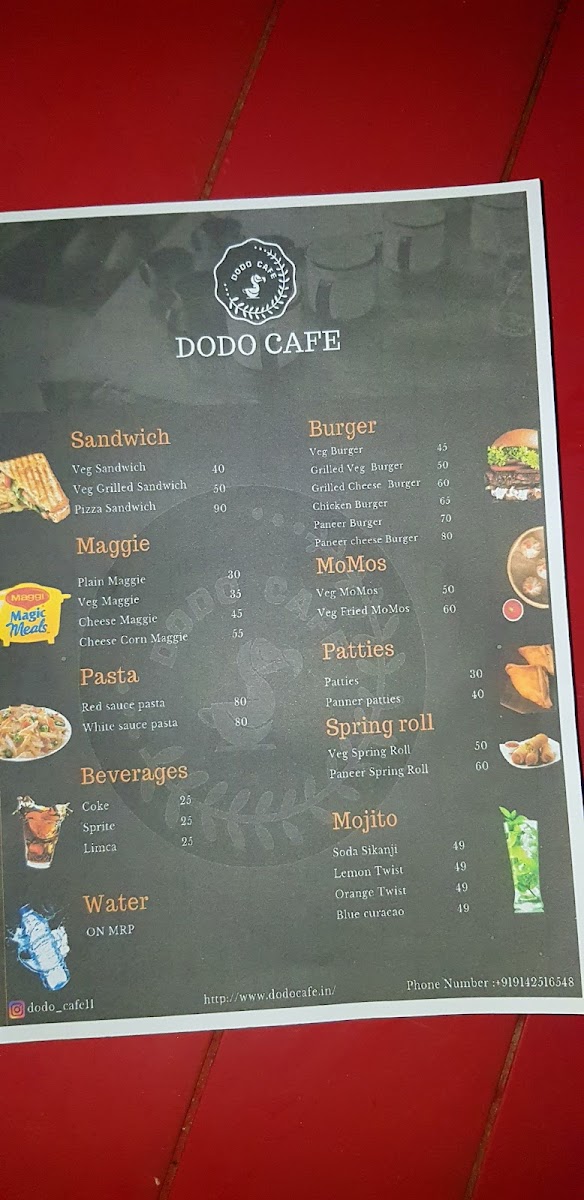 DODO CAFE
DODO CAFE
Sandwich
Veg Sandwich 40
Veg Grilled Sandwich 50
Pizza Sandwich 90
Maggie
Plain Maggie 30
Veg Maggie 35
Cheese Maggie 45
Cheese Corn Maggie 55
Maggi
Magic
Meals
Pasta
Red sauce pasta 80
White sauce pasta 80
Beverages
Coke 25
Sprite 25
Limca 25
Water
ON MRP
Burger
Veg Burger 45
Grilled Veg Burger 50
Grilled Cheese Burger 60
Chicken Burger 65
Paneer Burger 70
Paneer cheese Burger 80
MoMos
Veg MoMos 50
Veg Fried MoMos 60
Patties
Patties 30
Panner patties 40
Spring roll
Veg Spring Roll 50
Paneer Spring Roll 60
Mojito
Soda Sikanji 49
Lemon Twist 49
Orange Twist 49
Blue curacao 49
DODO CAFE
dodo_cafe11
http://www.dodocafe.in/
Phone Number :+919142516548